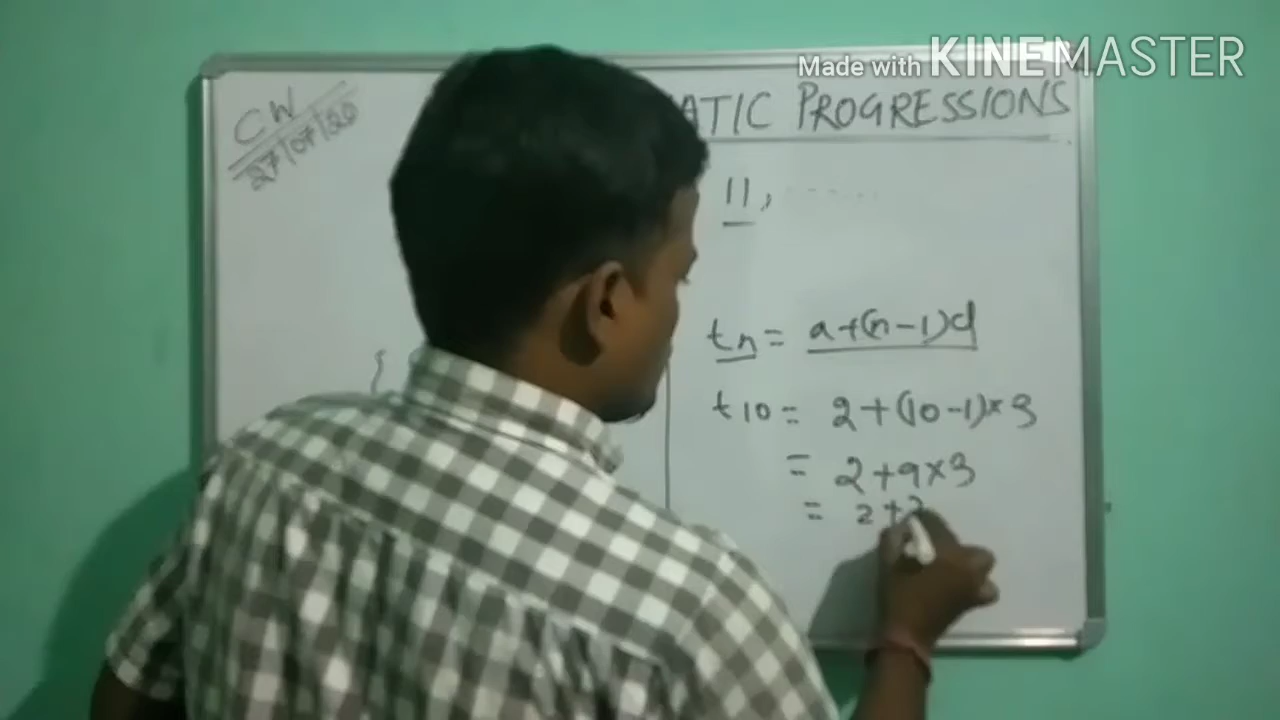 Made with KINEMASTER
CW
27/07/20
ATIC PROGRESSIONS
11, .......
tn = a+(n-1)d
t10 = 2+(10-1)×3
= 2+9×3
= 2+2